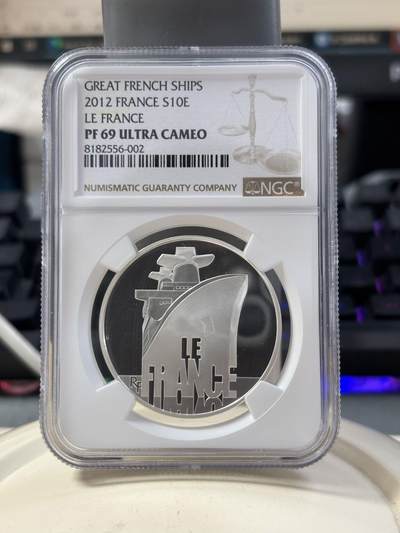 GREAT FRENCH SHIPS
2012 FRANCE S10E
LE FRANCE
PF 69 ULTRA CAMEO
8182556-002
NUMISMATIC GUARANTY COMPANY
NGC
LE
FRANCE
RF